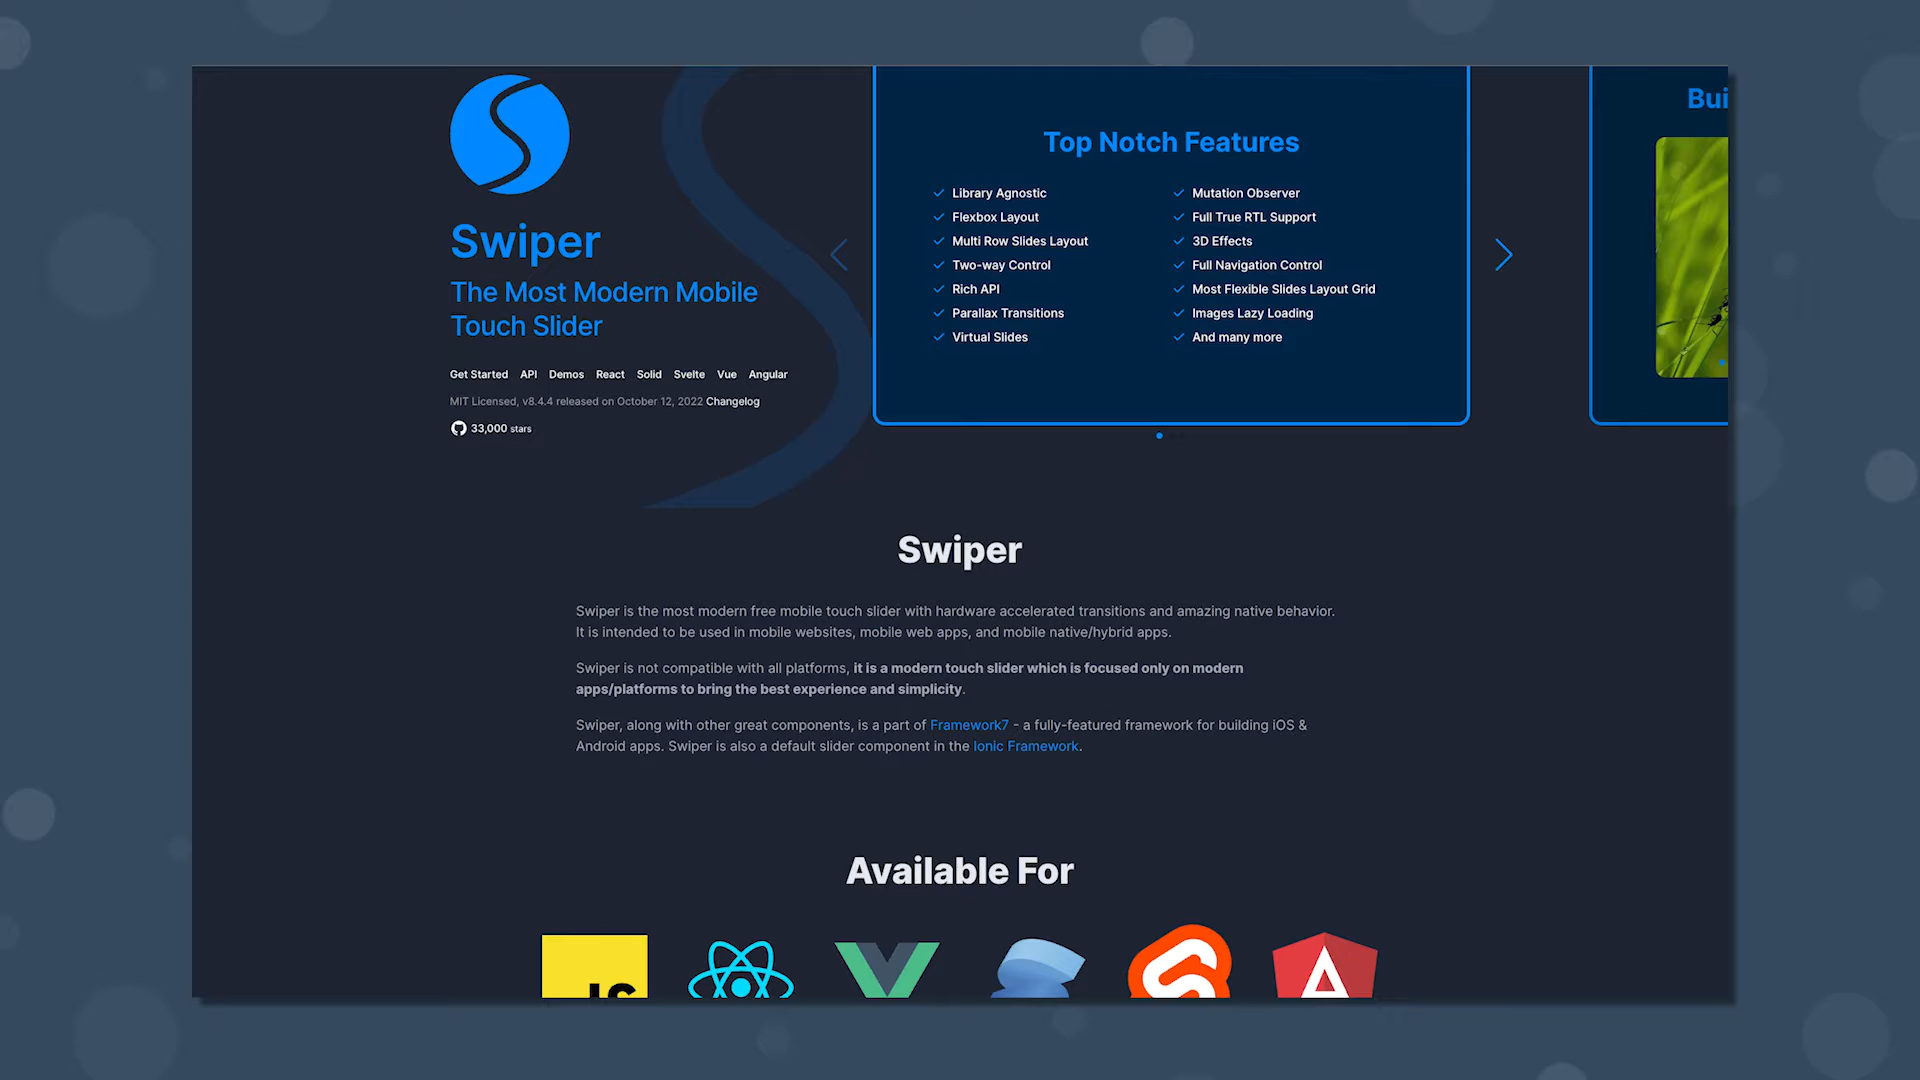 Swiper
The Most Modern Mobile
Touch Slider
Get Started API Demos React Solid Svelte Vue Angular
MIT Licensed, v8.4.4 released on October 12, 2022 Changelog
33,000 stars
Top Notch Features
Library Agnostic
Flexbox Layout
Multi Row Slides Layout
Two-way Control
Rich API
Parallax Transitions
Virtual Slides
Mutation Observer
Full True RTL Support
3D Effects
Full Navigation Control
Most Flexible Slides Layout Grid
Images Lazy Loading
And many more
Bui
Swiper
Swiper is the most modern free mobile touch slider with hardware accelerated transitions and amazing native behavior.
It is intended to be used in mobile websites, mobile web apps, and mobile native/hybrid apps.
Swiper is not compatible with all platforms, it is a modern touch slider which is focused only on modern
apps/platforms to bring the best experience and simplicity.
Swiper, along with other great components, is a part of Framework7 - a fully-featured framework for building iOS &
Android apps. Swiper is also a default slider component in the Ionic Framework.
Available For
JS